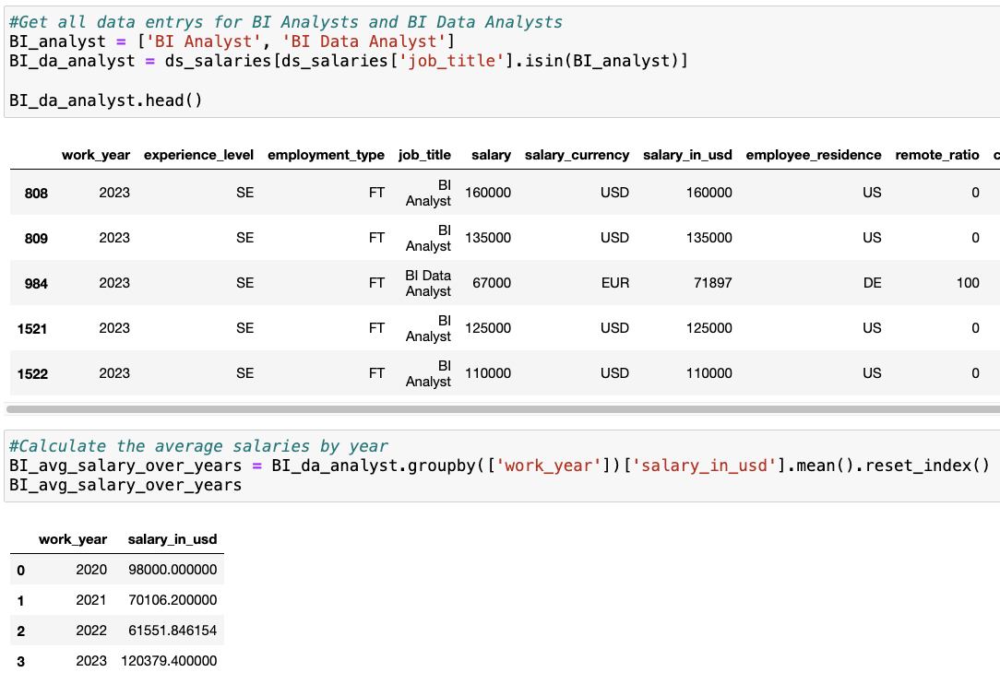 #Get all data entrys for BI Analysts and BI Data Analysts
BI_analyst = ['BI Analyst', 'BI Data Analyst']
BI_da_analyst = ds_salaries[ds_salaries['job_title'].isin(BI_analyst)]
BI_da_analyst.head()
work_year experience_level employment_type job_title salary salary_currency salary_in_usd employee_residence remote_ratio c
808 2023 SE FT BI Analyst 160000 USD 160000 US 0
809 2023 SE FT BI Analyst 135000 USD 135000 US 0
984 2023 SE FT BI Data Analyst 67000 EUR 71897 DE 100
1521 2023 SE FT BI Analyst 125000 USD 125000 US 0
1522 2023 SE FT BI Analyst 110000 USD 110000 US 0
#Calculate the average salaries by year
BI_avg_salary_over_years = BI_da_analyst.groupby(['work_year'])['salary_in_usd'].mean().reset_index()
BI_avg_salary_over_years
work_year salary_in_usd
0 2020 98000.000000
1 2021 70106.200000
2 2022 61551.846154
3 2023 120379.400000